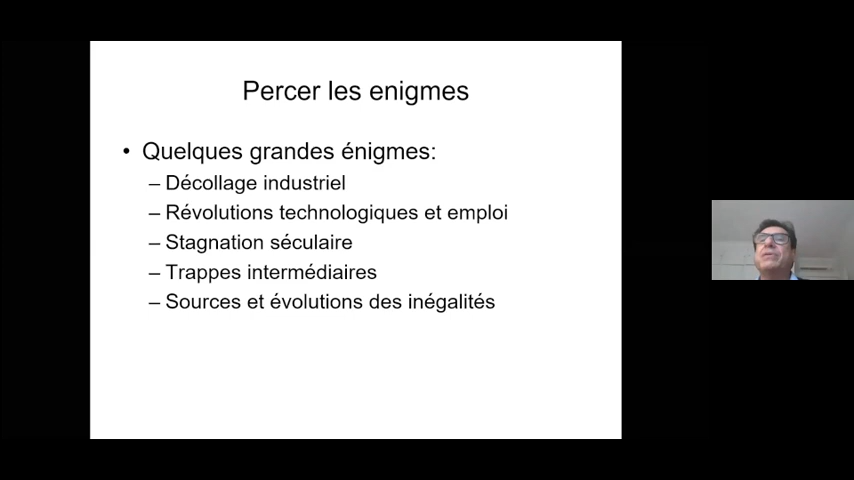 Percer les enigmes
• Quelques grandes énigmes:
– Décollage industriel
– Révolutions technologiques et emploi
– Stagnation séculaire
– Trappes intermédiaires
– Sources et évolutions des inégalités